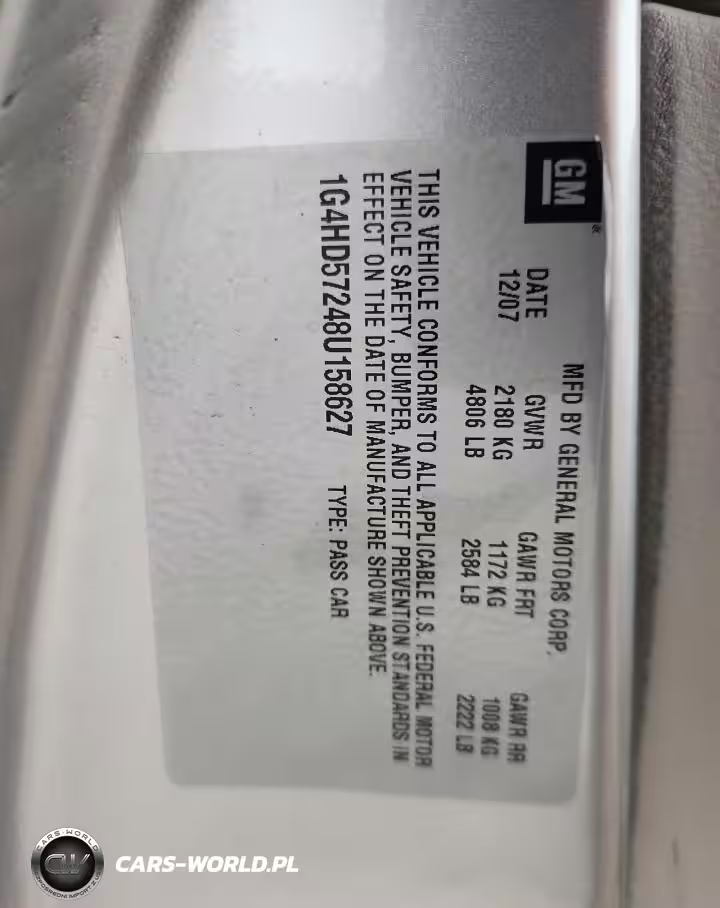 GM
MFD BY GENERAL MOTORS CORP.
DATE GVWR GAWR FRT GAWR RR
12/07 2180 KG 1172 KG 1008 KG
4806 LB 2584 LB 2222 LB
THIS VEHICLE CONFORMS TO ALL APPLICABLE U.S. FEDERAL MOTOR
VEHICLE SAFETY, BUMPER, AND THEFT PREVENTION STANDARDS IN
EFFECT ON THE DATE OF MANUFACTURE SHOWN ABOVE.
1G4HD57248U158627 TYPE: PASS CAR
CARS-WORLD
CW
CARS-WORLD.PL